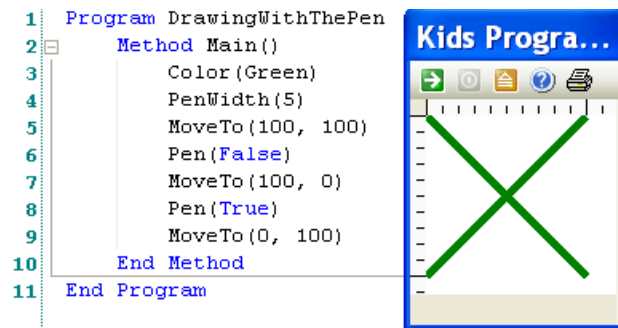 1 Program DrawingWithThePen
2 Method Main()
3 Color(Green)
4 PenWidth(5)
5 MoveTo(100, 100)
6 Pen(False)
7 MoveTo(100, 0)
8 Pen(True)
9 MoveTo(0, 100)
10 End Method
11 End Program
Kids Progra...